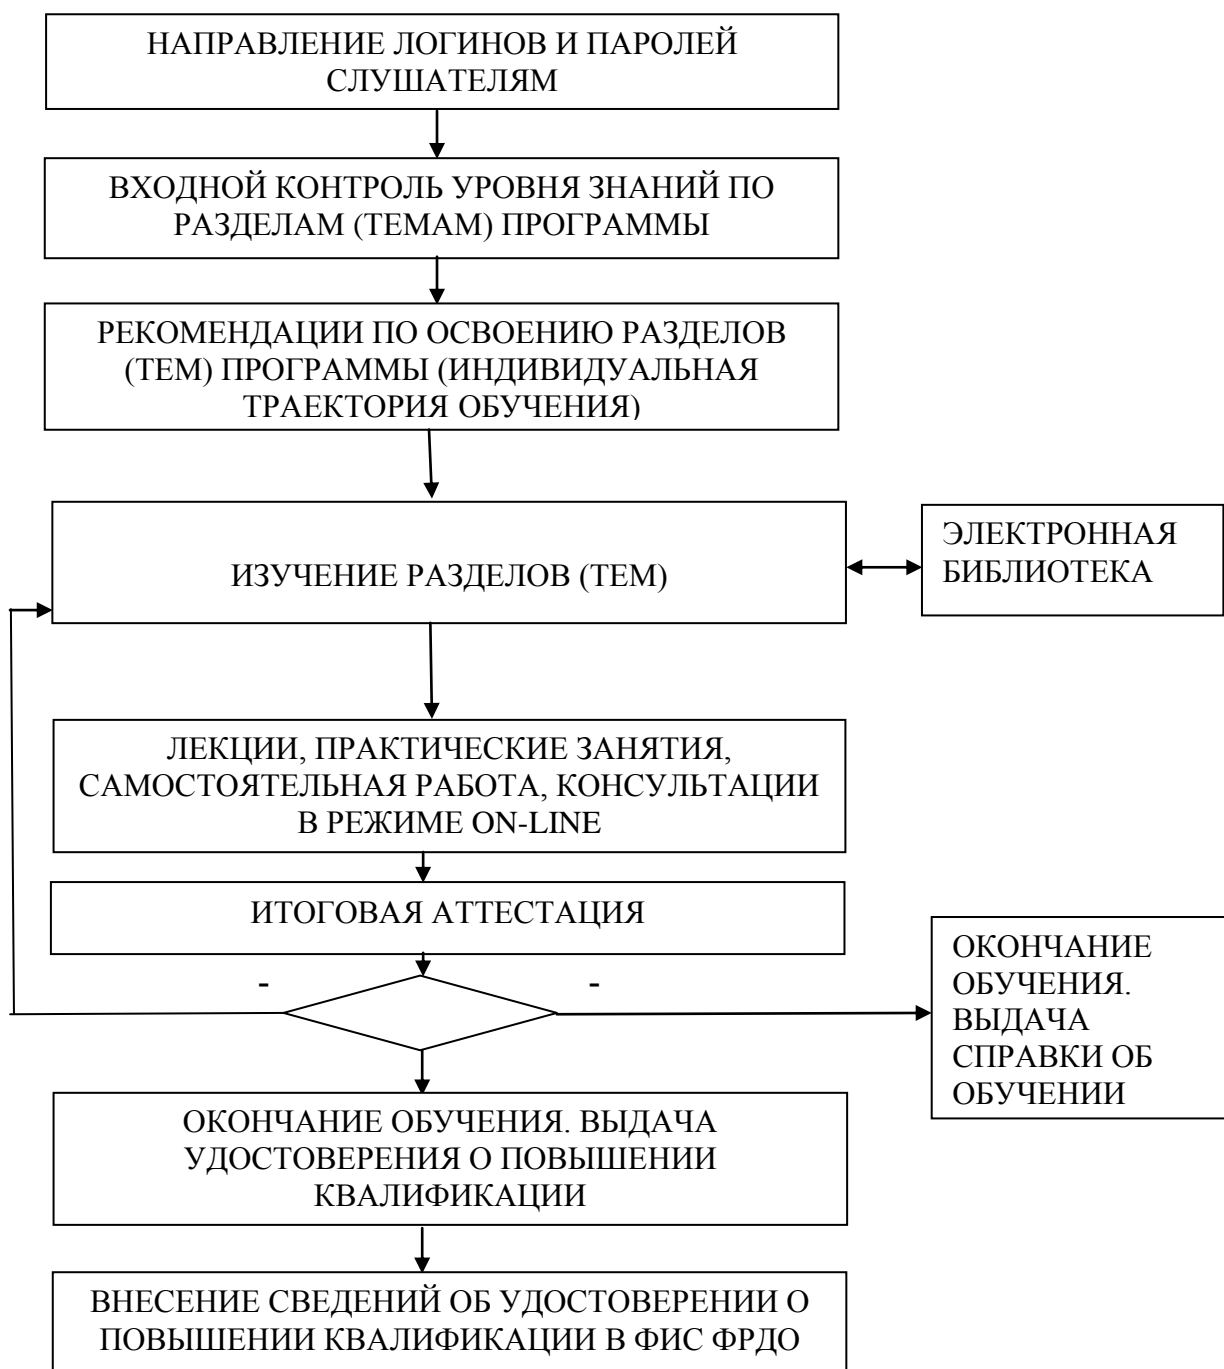 НАПРАВЛЕНИЕ ЛОГИНОВ И ПАРОЛЕЙ
СЛУШАТЕЛЯМ
ВХОДНОЙ КОНТРОЛЬ УРОВНЯ ЗНАНИЙ ПО
РАЗДЕЛАМ (ТЕМАМ) ПРОГРАММЫ
РЕКОМЕНДАЦИИ ПО ОСВОЕНИЮ РАЗДЕЛОВ
(ТЕМ) ПРОГРАММЫ (ИНДИВИДУАЛЬНАЯ
ТРАЕКТОРИЯ ОБУЧЕНИЯ)
ИЗУЧЕНИЕ РАЗДЕЛОВ (ТЕМ)
ЭЛЕКТРОННАЯ
БИБЛИОТЕКА
ЛЕКЦИИ, ПРАКТИЧЕСКИЕ ЗАНЯТИЯ,
САМОСТОЯТЕЛЬНАЯ РАБОТА, КОНСУЛЬТАЦИИ
В РЕЖИМЕ ON-LINE
ИТОГОВАЯ АТТЕСТАЦИЯ
-
-
ОКОНЧАНИЕ
ОБУЧЕНИЯ.
ВЫДАЧА
СПРАВКИ ОБ
ОБУЧЕНИИ
ОКОНЧАНИЕ ОБУЧЕНИЯ. ВЫДАЧА
УДОСТОВЕРЕНИЯ О ПОВЫШЕНИИ
КВАЛИФИКАЦИИ
ВНЕСЕНИЕ СВЕДЕНИЙ ОБ УДОСТОВЕРЕНИИ О
ПОВЫШЕНИИ КВАЛИФИКАЦИИ В ФИС ФРДО